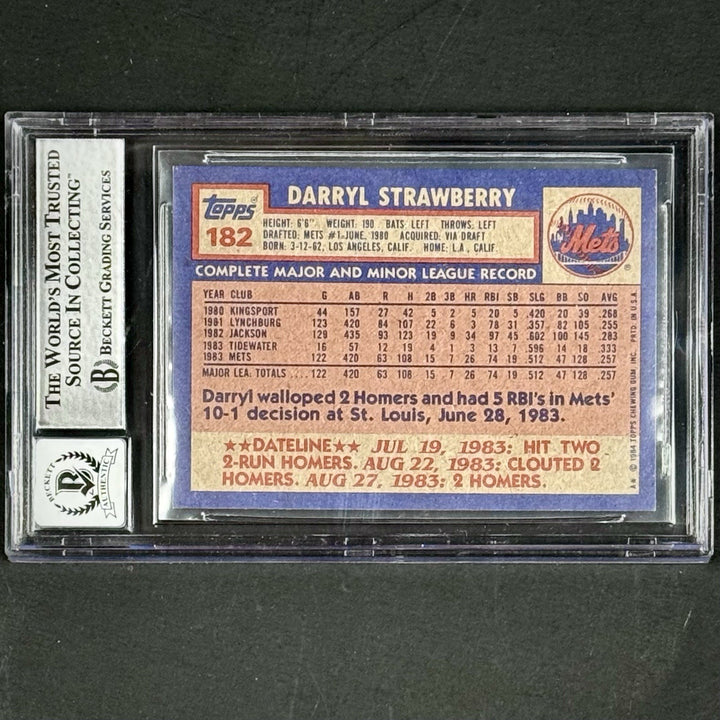 THE WORLD'S MOST TRUSTED
SOURCE IN COLLECTING™
BECKETT GRADING SERVICES
B
BECKETT
AUTHENTIC
Topps
182
DARRYL STRAWBERRY
HEIGHT: 6'6" WEIGHT: 190 BATS: LEFT THROWS: LEFT
DRAFTED: METS #1-JUNE, 1980 ACQUIRED: VIA DRAFT
BORN: 3-12-62, LOS ANGELES, CALIF. HOME: L.A., CALIF.
Mets
®
COMPLETE MAJOR AND MINOR LEAGUE RECORD
YEAR CLUB G AB R H 2B 3B HR RBI SB SLG BB SO AVG
1980 KINGSPORT 44 157 27 42 5 2 5 20 5 .420 20 39 .268
1981 LYNCHBURG 123 420 84 107 22 6 13 78 31 .357 82 105 .255
1982 JACKSON 129 435 93 123 19 9 34 97 45 .602 100 145 .283
1983 TIDEWATER 16 57 12 19 4 1 3 13 7 .596 14 18 .333
1983 METS 122 420 63 108 15 7 26 74 19 .512 47 128 .257
MAJOR LEA. TOTALS 122 420 63 108 15 7 26 74 19 .512 47 128 .257
Darryl walloped 2 Homers and had 5 RBI's in Mets'
10-1 decision at St. Louis, June 28, 1983.
★★DATELINE★★ JUL 19, 1983: HIT TWO
2-RUN HOMERS. AUG 22, 1983: CLOUTED 2
HOMERS. AUG 27, 1983: 2 HOMERS.
A✱ © 1984 TOPPS CHEWING GUM, INC. PRTD. IN U.S.A.